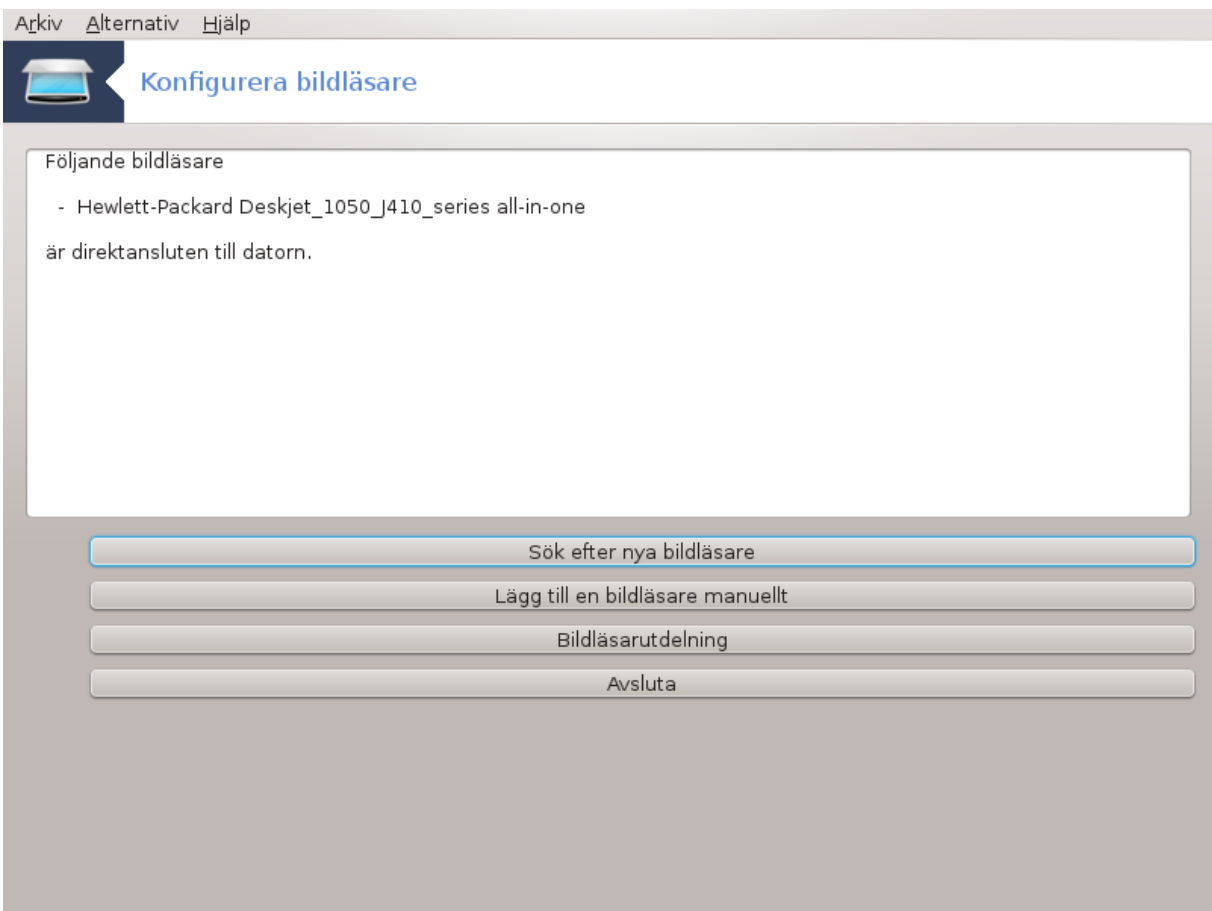 Arkiv Alternativ Hjälp
Konfigurera bildläsare
Följande bildläsare
- Hewlett-Packard Deskjet_1050_J410_series all-in-one
är direktansluten till datorn.
Sök efter nya bildläsare
Lägg till en bildläsare manuellt
Bildläsarutdelning
Avsluta